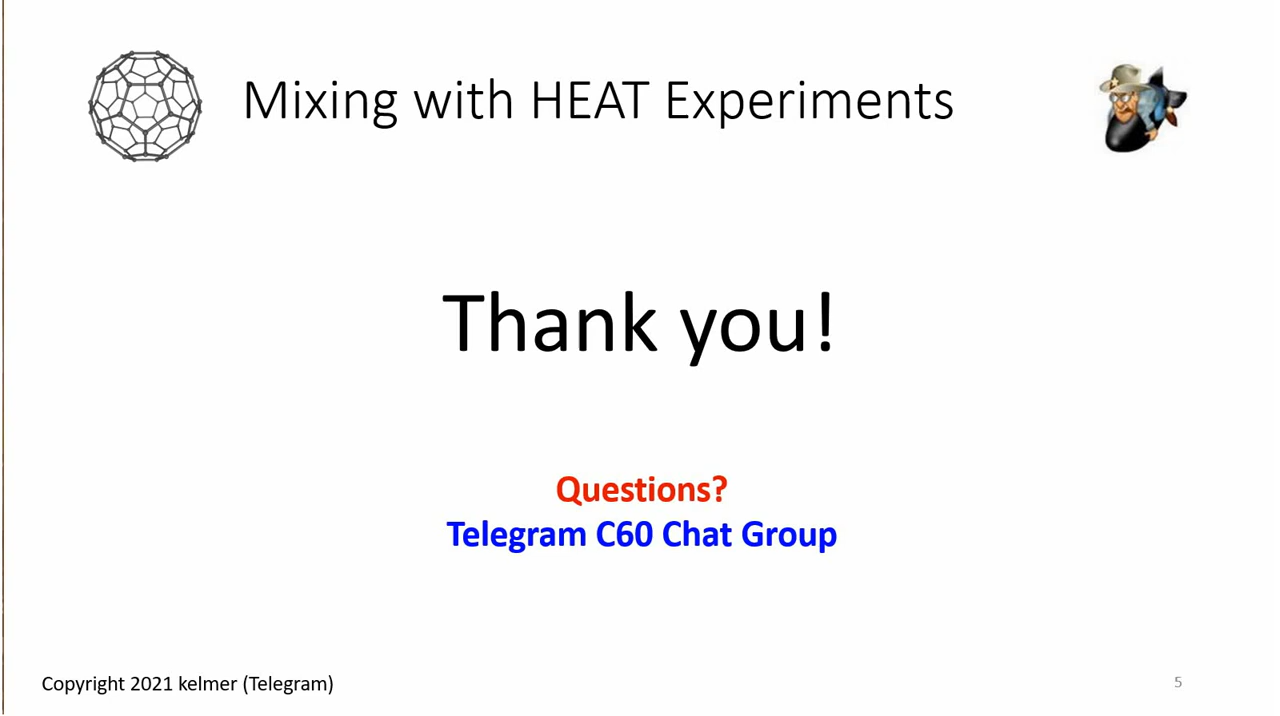 Mixing with HEAT Experiments
Thank you!
Questions?
Telegram C60 Chat Group
Copyright 2021 kelmer (Telegram)
5